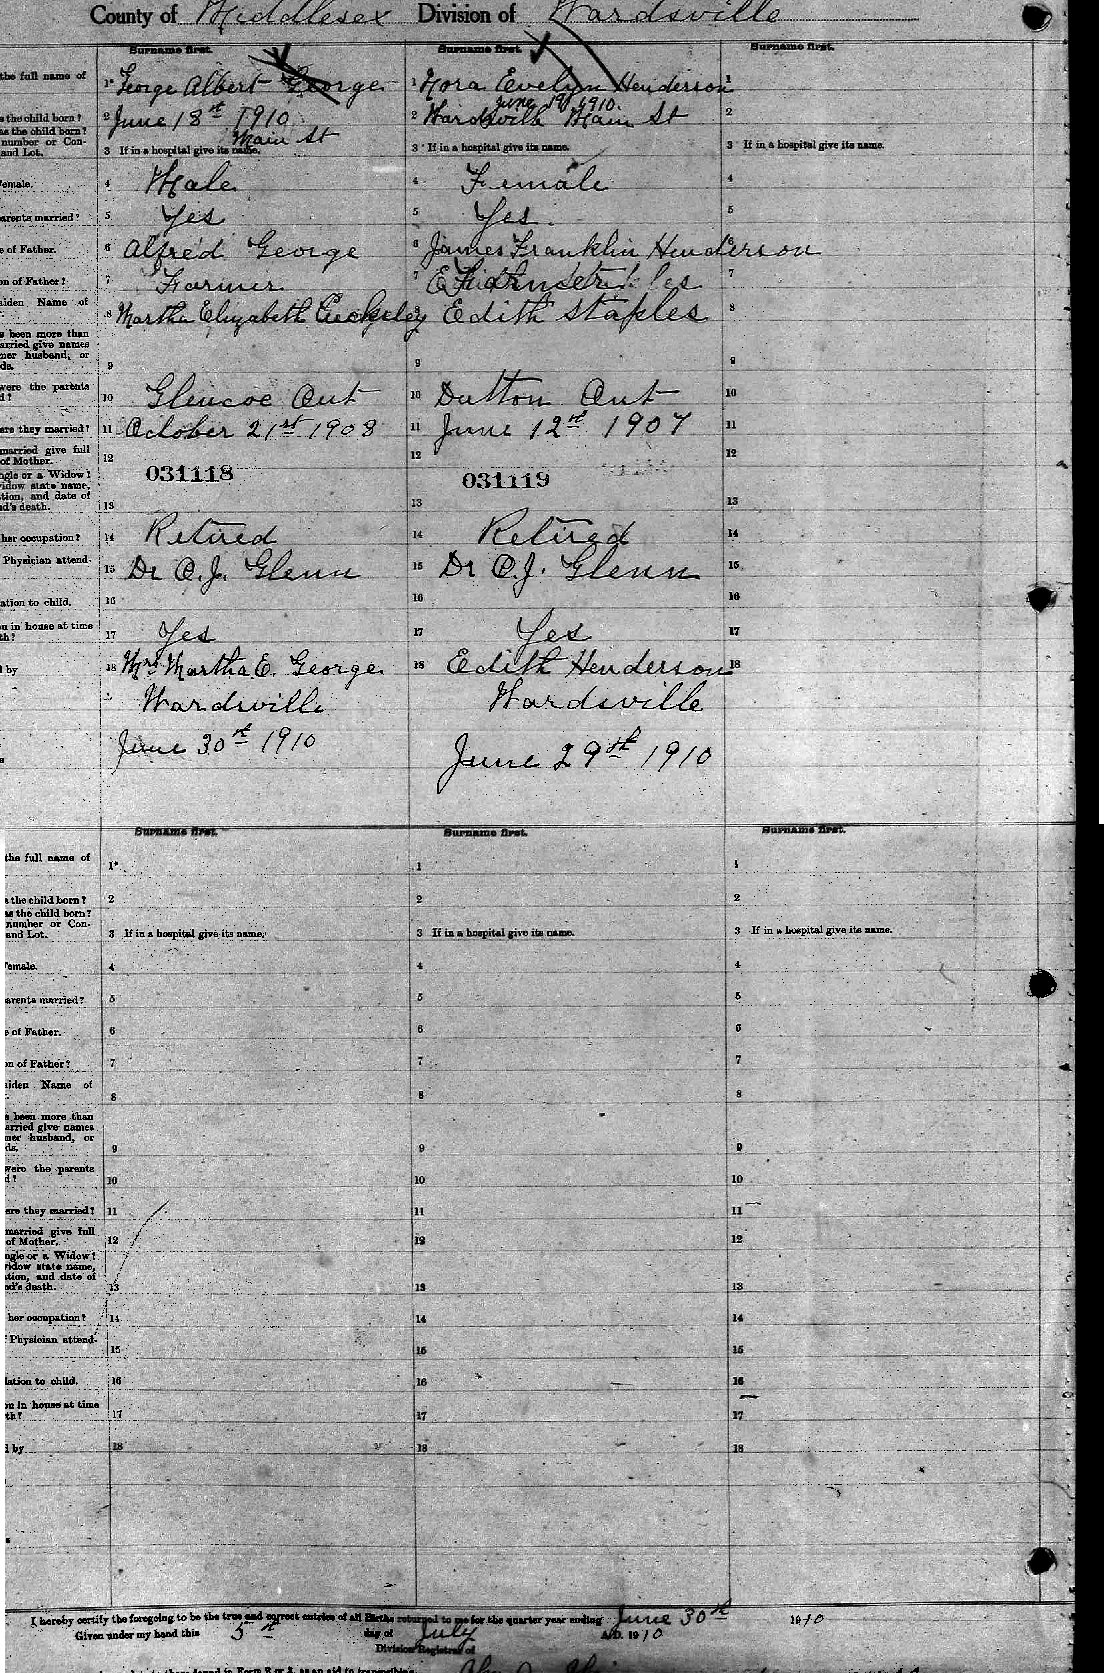 County of Middlesex Division of Wardsville
Surname first. Surname first. Surname first.
the full name of 1 George Albert George 1 Nora Evelyn Henderson 1
June 19 1910.
s the child born? 2 June 18st 1910 2 Wardsville Main St 2
as the child born?
number or Con- Main St
and Lot. 3 If in a hospital give its name. 3 If in a hospital give its name. 3 If in a hospital give its name.
emale. 4 Male 4 Female 4
arents married? 5 Yes 5 Yes 5
e of Father. 6 Alfred George 6 James Franklin Henderson 6
on of Father? 7 Farmer 7 7
aiden Name of 8 Martha Elizabeth 8 Edith Staples 8
s been more than
arried give names
ner husband, or
ds. 9 9 9
were the parents
d? 10 Glencoe Ont 10 Dutton Ont 10
ere they married? 11 October 21st 1908 11 June 12st 1907 11
married give full
of Mother. 12 12 12
ngle or a Widow? 031118 031119
widow state name,
tion, and date of
nd's death. 13 13 13
her occupation? 14 Retired 14 Retired 14
Physician attend- 15 Dr C.J. Glenn 15 Dr C.J. Glenn 15
ation to child. 16 16 16
u in house at time
th? 17 Yes 17 Yes 17
d by 18 Mrs Martha E. George 18 Edith Henderson 18
Wardsville Wardsville
June 30th 1910 June 29th 1910
Surname first. Surname first. Surname first.
the full name of 1 1 1
s the child born? 2 2 2
as the child born?
number or Con-
and Lot. 3 If in a hospital give its name. 3 If in a hospital give its name. 3 If in a hospital give its name.
emale. 4 4 4
arents married? 5 5 5
e of Father. 6 6 6
on of Father? 7 7 7
aiden Name of
8 8 8
s been more than
arried give names
ner husband, or
ds. 9 9 9
were the parents
d? 10 10 10
ere they married? 11 11 11
married give full
of Mother. 12 12 12
ngle or a Widow?
widow state name,
tion, and date of
nd's death. 13 13 13
her occupation? 14 14 14
Physician attend-
15 15 15
lation to child. 16 16 16
u in house at time
th? 17 17 17
d by 18 18 18
I hereby certify the foregoing to be the true and correct entries of all Births returned to me for the quarter year ending June 30th 1910
Given under my hand this 5th day of July A.D. 1910
Division Registrar of